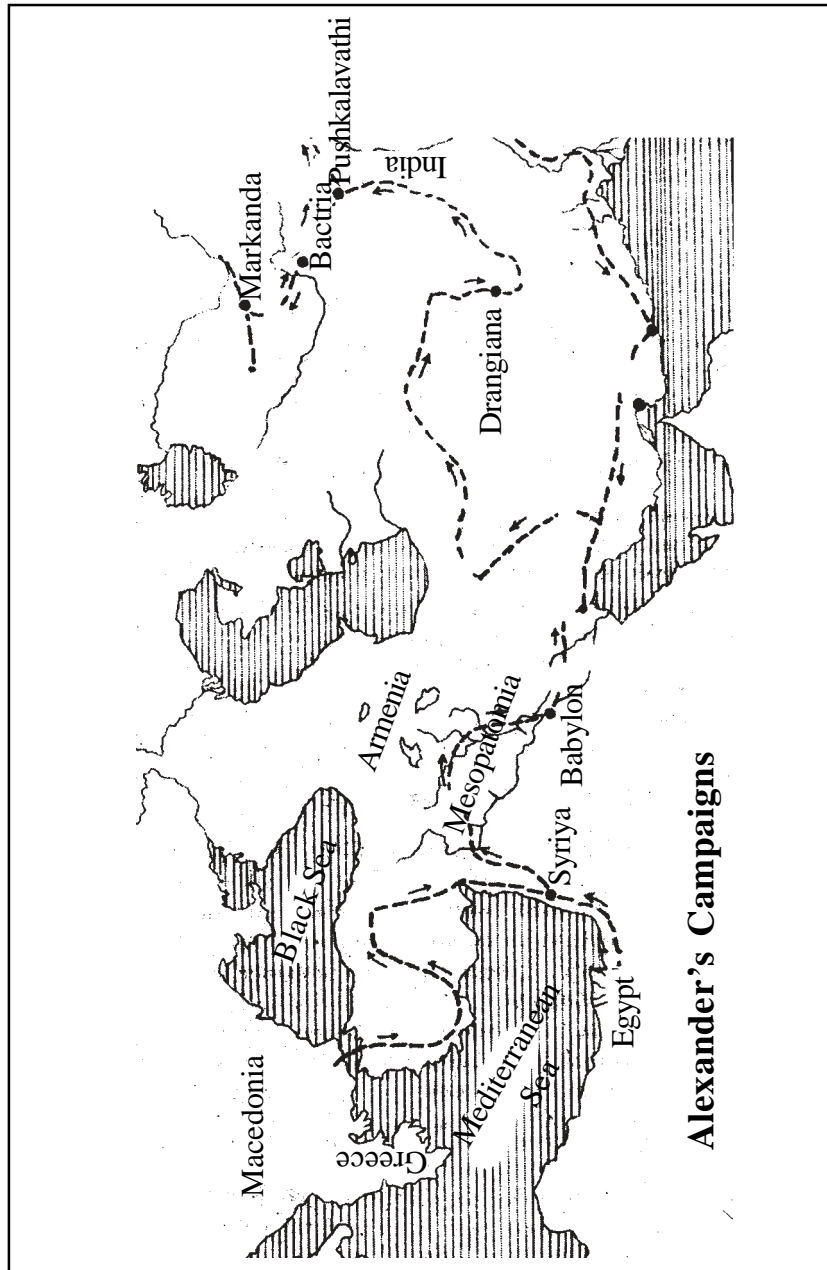 Macedonia
Greece
Black Sea
Mediterranean
Sea
Egypt
Syriya
Armenia
Mesopatomia
Babylon
Drangiana
Markanda
Bactria
Pushkalavathi
India
Alexander's Campaigns